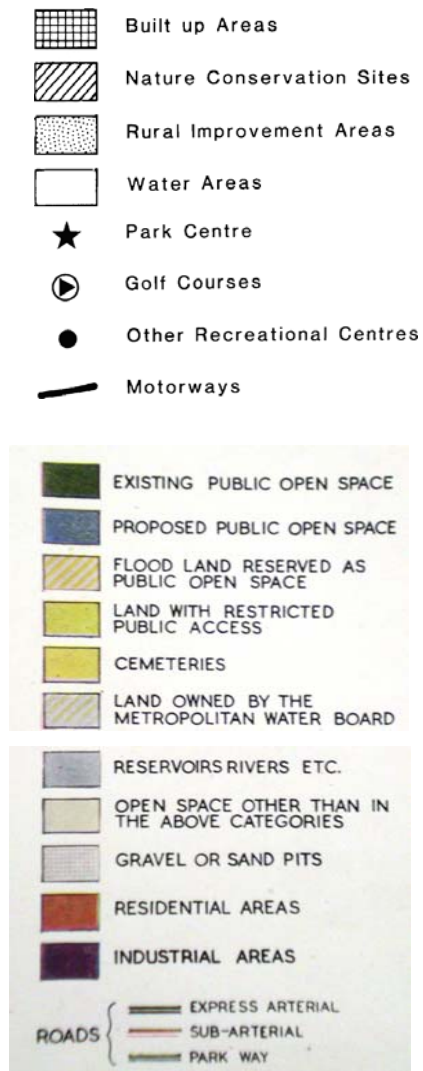 Built up Areas
Nature Conservation Sites
Rural Improvement Areas
Water Areas
Park Centre
Golf Courses
Other Recreational Centres
Motorways
EXISTING PUBLIC OPEN SPACE
PROPOSED PUBLIC OPEN SPACE
FLOOD LAND RESERVED AS
PUBLIC OPEN SPACE
LAND WITH RESTRICTED
PUBLIC ACCESS
CEMETERIES
LAND OWNED BY THE
METROPOLITAN WATER BOARD
RESERVOIRS RIVERS ETC.
OPEN SPACE OTHER THAN IN
THE ABOVE CATEGORIES
GRAVEL OR SAND PITS
RESIDENTIAL AREAS
INDUSTRIAL AREAS
EXPRESS ARTERIAL
ROADS SUB-ARTERIAL
PARK WAY